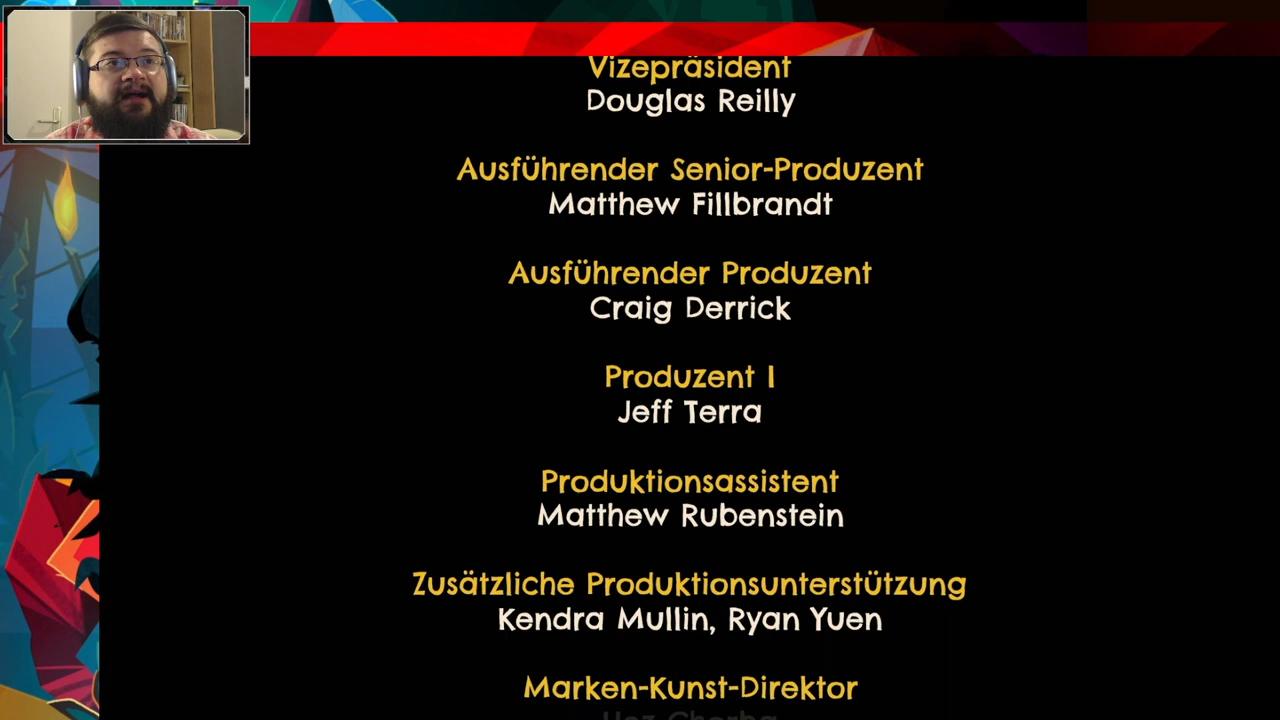 Vizepräsident
Douglas Reilly
Ausführender Senior-Produzent
Matthew Fillbrandt
Ausführender Produzent
Craig Derrick
Produzent I
Jeff Terra
Produktionsassistent
Matthew Rubenstein
Zusätzliche Produktionsunterstützung
Kendra Mullin, Ryan Yuen
Marken-Kunst-Direktor